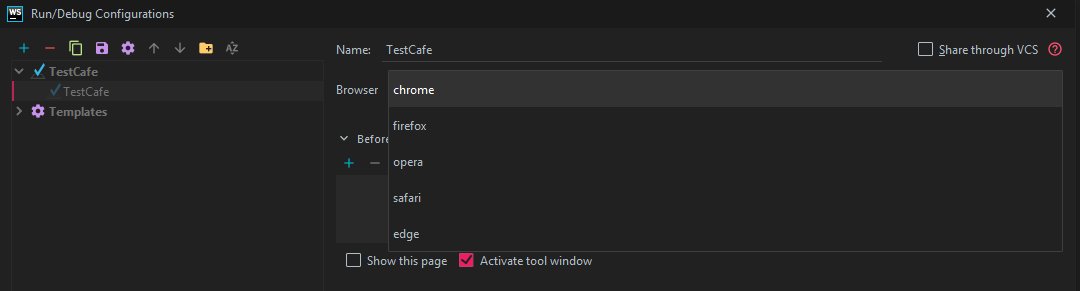 WS Run/Debug Configurations
Name: TestCafe
Share through VCS
TestCafe
TestCafe
Templates
Browser chrome
firefox
opera
safari
edge
Before
Show this page
Activate tool window